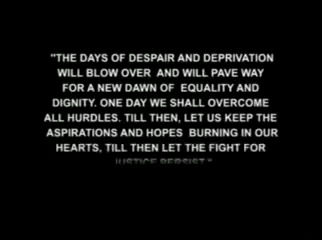 "THE DAYS OF DESPAIR AND DEPRIVATION
WILL BLOW OVER AND WILL PAVE WAY
FOR A NEW DAWN OF EQUALITY AND
DIGNITY. ONE DAY WE SHALL OVERCOME
ALL HURDLES. TILL THEN, LET US KEEP THE
ASPIRATIONS AND HOPES BURNING IN OUR
HEARTS, TILL THEN LET THE FIGHT FOR
JUSTICE PERSIST."